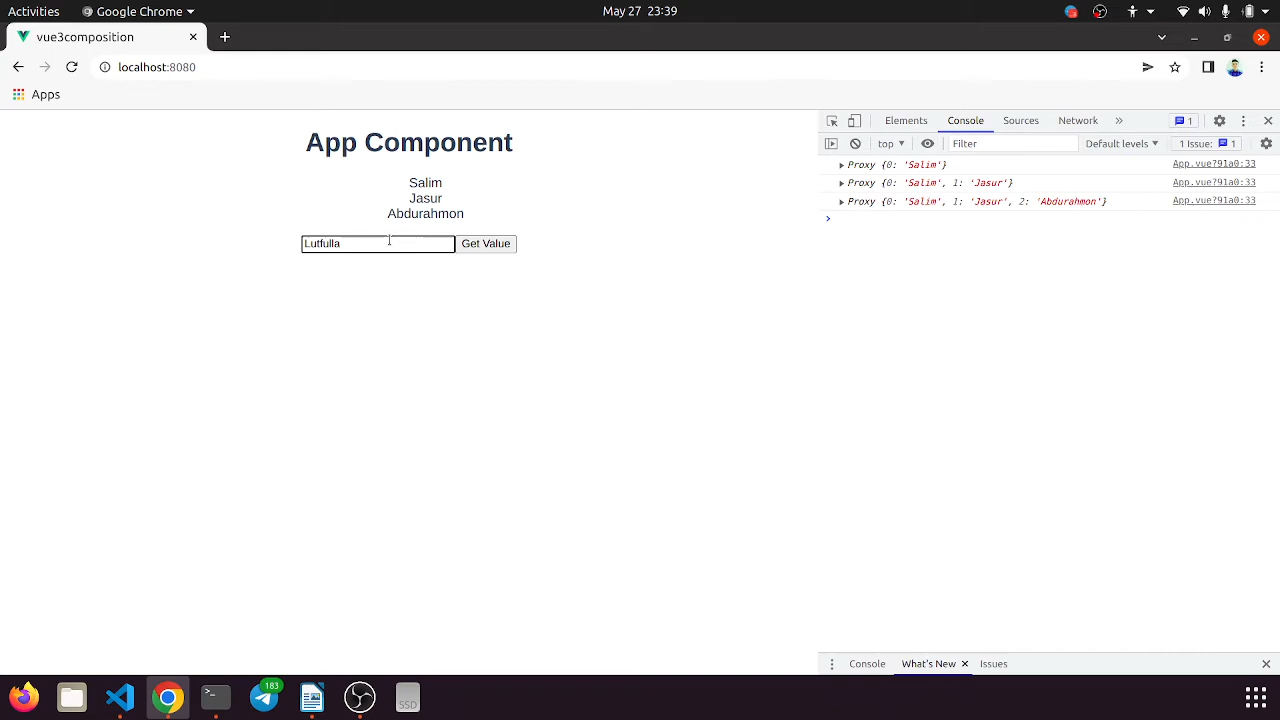 Activities Google Chrome May 27 23:39
vue3composition
localhost:8080
Apps
App Component
Salim
Jasur
Abdurahmon
Lutfulla Get Value
Elements Console Sources Network » 1
top Filter Default levels 1 Issue: 1
Proxy {0: 'Salim'} App.vue?91a0:33
Proxy {0: 'Salim', 1: 'Jasur'} App.vue?91a0:33
Proxy {0: 'Salim', 1: 'Jasur', 2: 'Abdurahmon'} App.vue?91a0:33
Console What's New Issues
183
SSD